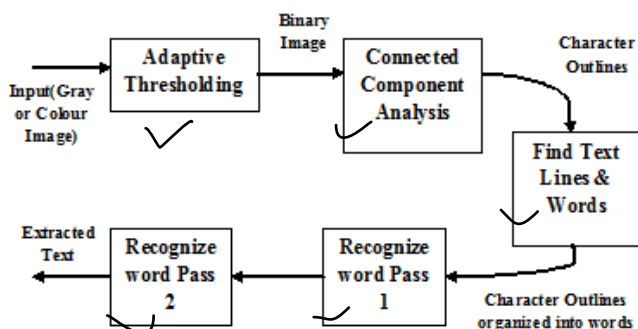 Binary
Image
Adaptive
Thresholding
Connected
Component
Analysis
Character
Outlines
Input(Gray
or Colour
Image)
Find Text
Lines &
Words
Extracted
Text
Recognize
word Pass
2
Recognize
word Pass
1
Character Outlines
organized into words